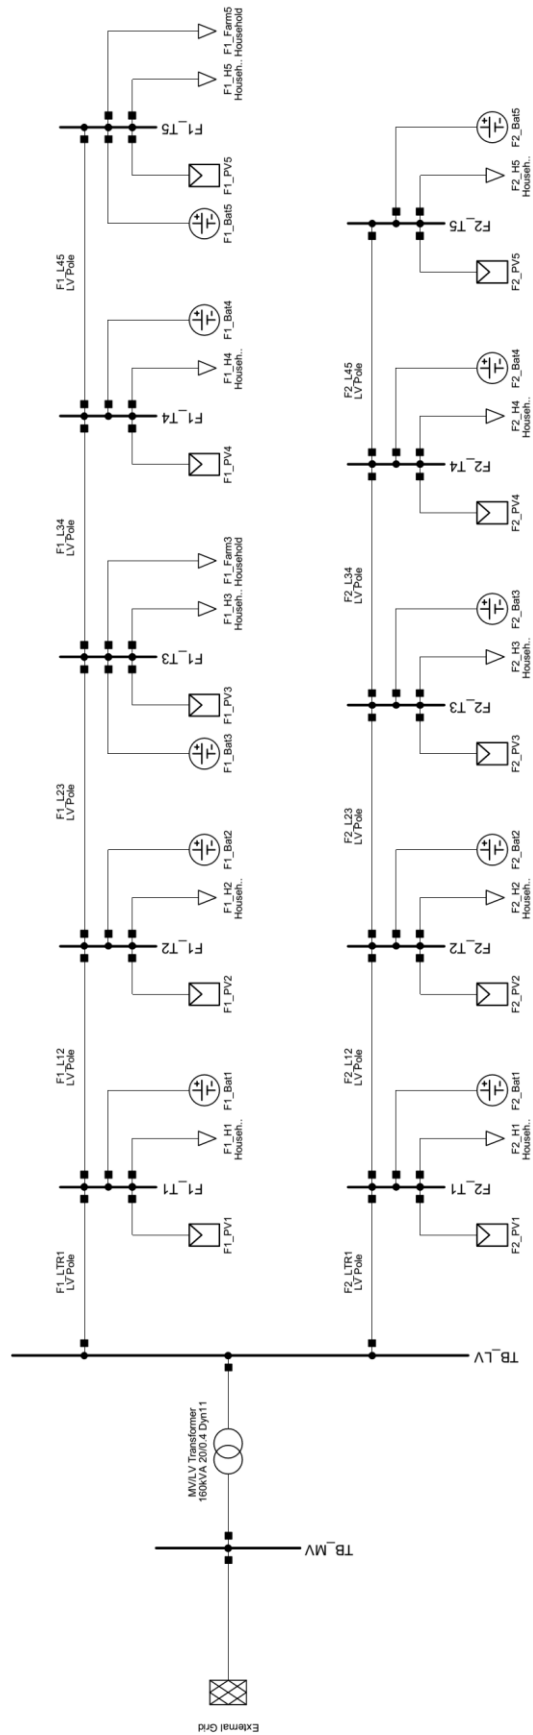 External Grid
TB_MV
MV/LV Transformer
160kVA 20/0.4 Dyn11
TB_LV
F1_LTR1
LV Pole
F1_T1
F1_PV1
F1_H1
Househ..
F1_Bat1
F1_L12
LV Pole
F1_T2
F1_PV2
F1_H2
Househ..
F1_Bat2
F1_L23
LV Pole
F1_T3
F1_Bat3
F1_PV3
F1_H3
Househ..
F1_Farm3
Household
F1_L34
LV Pole
F1_T4
F1_PV4
F1_H4
Househ..
F1_Bat4
F1_L45
LV Pole
F1_T5
F1_Bat5
F1_PV5
F1_H5
Househ..
F1_Farm5
Household
F2_LTR1
LV Pole
F2_T1
F2_PV1
F2_H1
Househ..
F2_Bat1
F2_L12
LV Pole
F2_T2
F2_PV2
F2_H2
Househ..
F2_Bat2
F2_L23
LV Pole
F2_T3
F2_PV3
F2_H3
Househ..
F2_Bat3
F2_L34
LV Pole
F2_T4
F2_PV4
F2_H4
Househ..
F2_Bat4
F2_L45
LV Pole
F2_T5
F2_PV5
F2_H5
Househ..
F2_Bat5